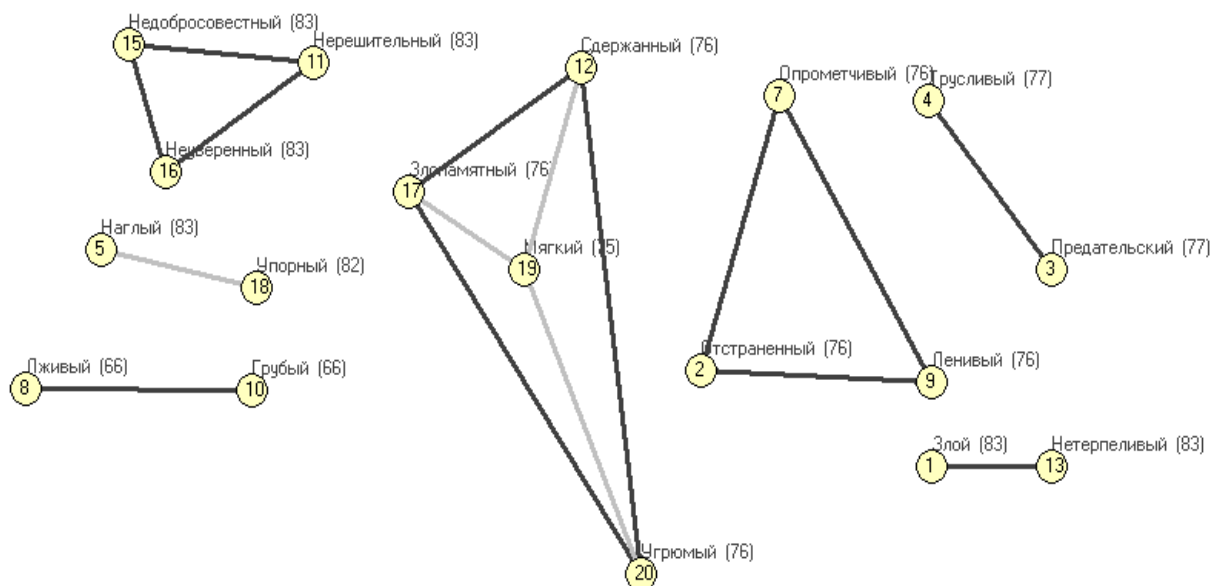 Недобросовестный (83)
15
Нерешительный (83)
11
Неуверенный (83)
16
Наглый (83)
5
Упорный (82)
18
Лживый (66)
8
Грубый (66)
10
Сдержанный (76)
12
Злопамятный (76)
17
Мягкий (75)
19
Угрюмый (76)
20
Опрометчивый (76)
7
Трусливый (77)
4
Предательский (77)
3
Отстраненный (76)
2
Ленивый (76)
9
Злой (83)
1
Нетерпеливый (83)
13